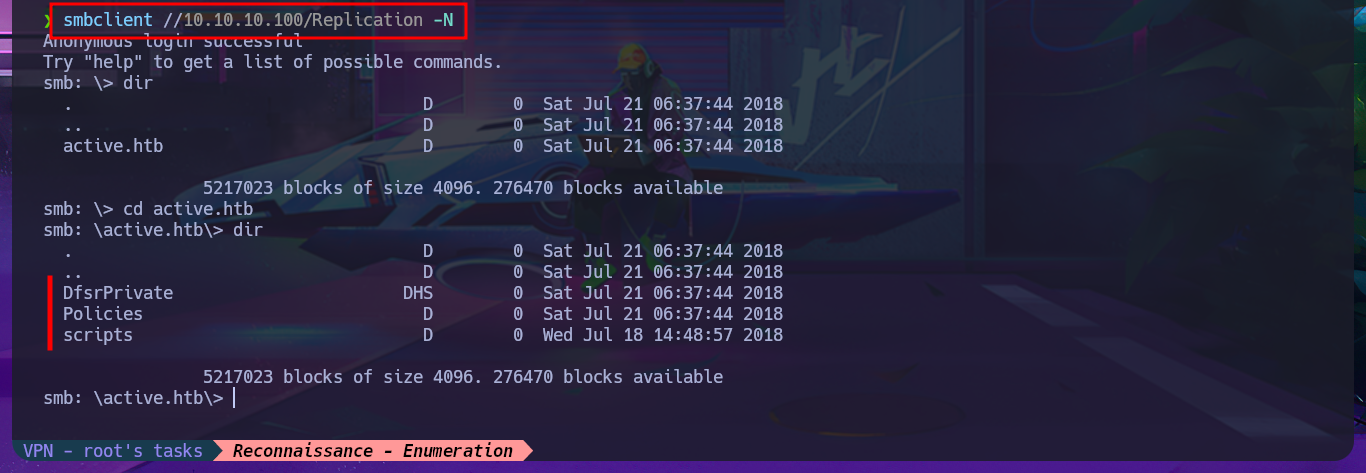 ❯ smbclient //10.10.10.100/Replication -N
Anonymous login successful
Try "help" to get a list of possible commands.
smb: \> dir
  .                                   D        0  Sat Jul 21 06:37:44 2018
  ..                                  D        0  Sat Jul 21 06:37:44 2018
  active.htb                          D        0  Sat Jul 21 06:37:44 2018
                5217023 blocks of size 4096. 276470 blocks available
smb: \> cd active.htb
smb: \active.htb\> dir
  .                                   D        0  Sat Jul 21 06:37:44 2018
  ..                                  D        0  Sat Jul 21 06:37:44 2018
  DfsrPrivate                       DHS        0  Sat Jul 21 06:37:44 2018
  Policies                            D        0  Sat Jul 21 06:37:44 2018
  scripts                             D        0  Wed Jul 18 14:48:57 2018
                5217023 blocks of size 4096. 276470 blocks available
smb: \active.htb\>
VPN - root's tasks Reconnaissance - Enumeration